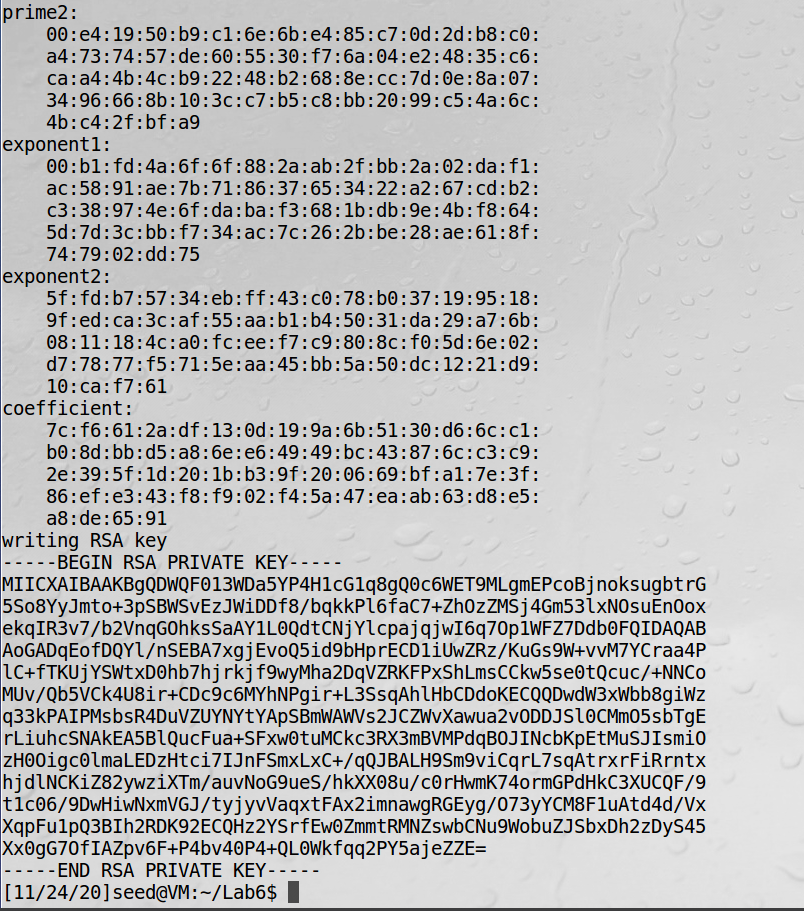 prime2:
00:e4:19:50:b9:c1:6e:6b:e4:85:c7:0d:2d:b8:c0:
a4:73:74:57:de:60:55:30:f7:6a:04:e2:48:35:c6:
ca:a4:4b:4c:b9:22:48:b2:68:8e:cc:7d:0e:8a:07:
34:96:66:8b:10:3c:c7:b5:c8:bb:20:99:c5:4a:6c:
4b:c4:2f:bf:a9
exponent1:
00:b1:fd:4a:6f:6f:88:2a:ab:2f:bb:2a:02:da:f1:
ac:58:91:ae:7b:71:86:37:65:34:22:a2:67:cd:b2:
c3:38:97:4e:6f:da:ba:f3:68:1b:db:9e:4b:f8:64:
5d:7d:3c:bb:f7:34:ac:7c:26:2b:be:28:ae:61:8f:
74:79:02:dd:75
exponent2:
5f:fd:b7:57:34:eb:ff:43:c0:78:b0:37:19:95:18:
9f:ed:ca:3c:af:55:aa:b1:b4:50:31:da:29:a7:6b:
08:11:18:4c:a0:fc:ee:f7:c9:80:8c:f0:5d:6e:02:
d7:78:77:f5:71:5e:aa:45:bb:5a:50:dc:12:21:d9:
10:ca:f7:61
coefficient:
7c:f6:61:2a:df:13:0d:19:9a:6b:51:30:d6:6c:c1:
b0:8d:bb:d5:a8:6e:e6:49:49:bc:43:87:6c:c3:c9:
2e:39:5f:1d:20:1b:b3:9f:20:06:69:bf:a1:7e:3f:
86:ef:e3:43:f8:f9:02:f4:5a:47:ea:ab:63:d8:e5:
a8:de:65:91
writing RSA key
-----BEGIN RSA PRIVATE KEY-----
MIICXAIBAAKBgQDWQF013WDa5YP4H1cG1q8gQ0c6WET9MLgmEPcoBjnoksugbtrG
5So8YyJmto+3pSBWSvEzJWiDDf8/bqkkPl6faC7+ZhOzZMSj4Gm53lxNOsuEnOox
ekqIR3v7/b2VnqGOhksSaAY1L0QdtCNjYlcpajqjwI6q7Op1WFZ7Ddb0FQIDAQAB
AoGADqEofDQYl/nSEBA7xgjEvoQ5id9bHprECD1iUwZRz/KuGs9W+vvM7YCraa4P
lC+fTKUjYSWtxD0hb7hjrkjf9wyMha2DqVZRKFPxShLmsCCkw5se0tQcuc/+NNCo
MUv/Qb5VCk4U8ir+CDc9c6MYhNPgir+L3SsqAhlHbCDdoKECQQDwdW3xWbb8giWz
q33kPAIPMsbsR4DuVZUYNYtYApSBmWAWVs2JCZWvXawua2vODDJSl0CMmO5sbTgE
rLiuhcSNAkEA5BlQucFua+SFxw0tuMCkc3RX3mBVMPdqBOJINcbKpEtMuSJIsmiO
zH0Oigc0lmaLEDzHtci7IJnFSmxLxC+/qQJBALH9Sm9viCqrL7sqAtrxrFiRrntx
hjdlNCKiZ82ywziXTm/auvNoG9ueS/hkXX08u/c0rHwmK74ormGPdHkC3XUCQF/9
t1c06/9DwHiwNxmVGJ/tyjyvVaqxtFAx2imnawgRGEyg/O73yYCM8F1uAtd4d/Vx
XqpFu1pQ3BIh2RDK92ECQHz2YSrfEw0ZmmtRMNZswbCNu9WobuZJSbxDh2zDyS45
Xx0gG7OfIAZpv6F+P4bv40P4+QL0Wkfqq2PY5ajeZZE=
-----END RSA PRIVATE KEY-----
[11/24/20]seed@VM:~/Lab6$